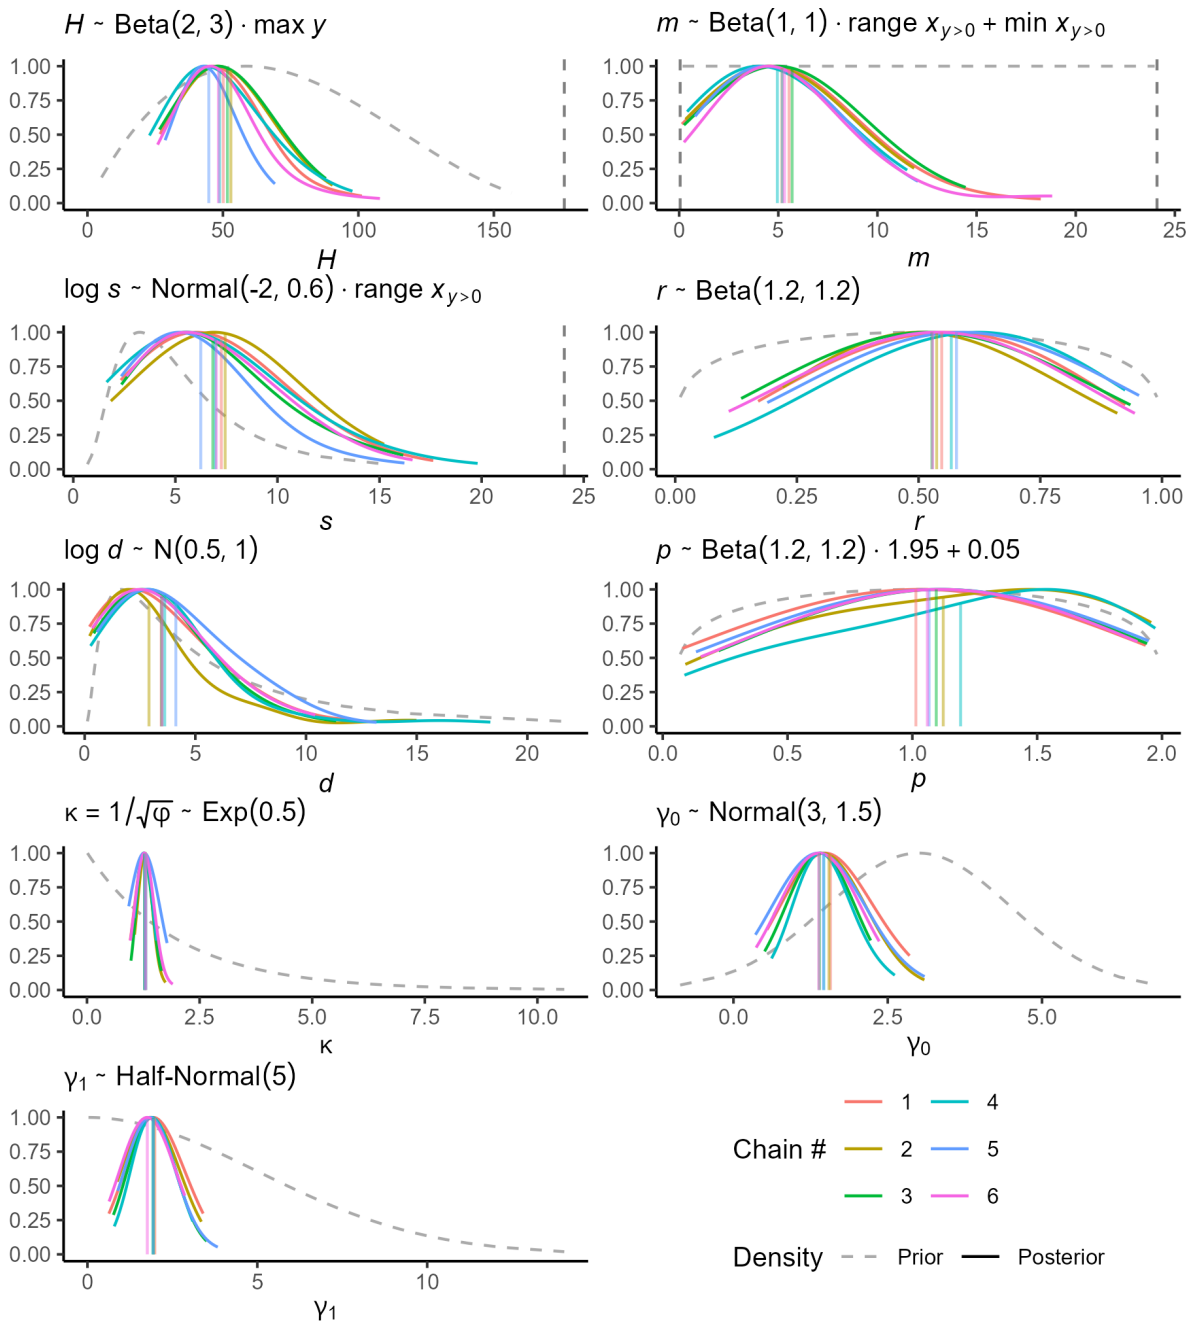 H ~ Beta(2, 3) · max y
1.00
0.75
0.50
0.25
0.00
0 50 100 150
H
m ~ Beta(1, 1) · range x_{y>0} + min x_{y>0}
1.00
0.75
0.50
0.25
0.00
0 5 10 15 20 25
m
log s ~ Normal(-2, 0.6) · range x_{y>0}
1.00
0.75
0.50
0.25
0.00
0 5 10 15 20 25
s
r ~ Beta(1.2, 1.2)
1.00
0.75
0.50
0.25
0.00
0.00 0.25 0.50 0.75 1.00
r
log d ~ N(0.5, 1)
1.00
0.75
0.50
0.25
0.00
0 5 10 15 20
d
p ~ Beta(1.2, 1.2) · 1.95 + 0.05
1.00
0.75
0.50
0.25
0.00
0.0 0.5 1.0 1.5 2.0
p
κ = 1/√φ ~ Exp(0.5)
1.00
0.75
0.50
0.25
0.00
0.0 2.5 5.0 7.5 10.0
κ
γ₀ ~ Normal(3, 1.5)
1.00
0.75
0.50
0.25
0.00
0.0 2.5 5.0
γ₀
γ₁ ~ Half-Normal(5)
1.00
0.75
0.50
0.25
0.00
0 5 10
γ₁
Chain #
1 4
2 5
3 6
Density Prior Posterior